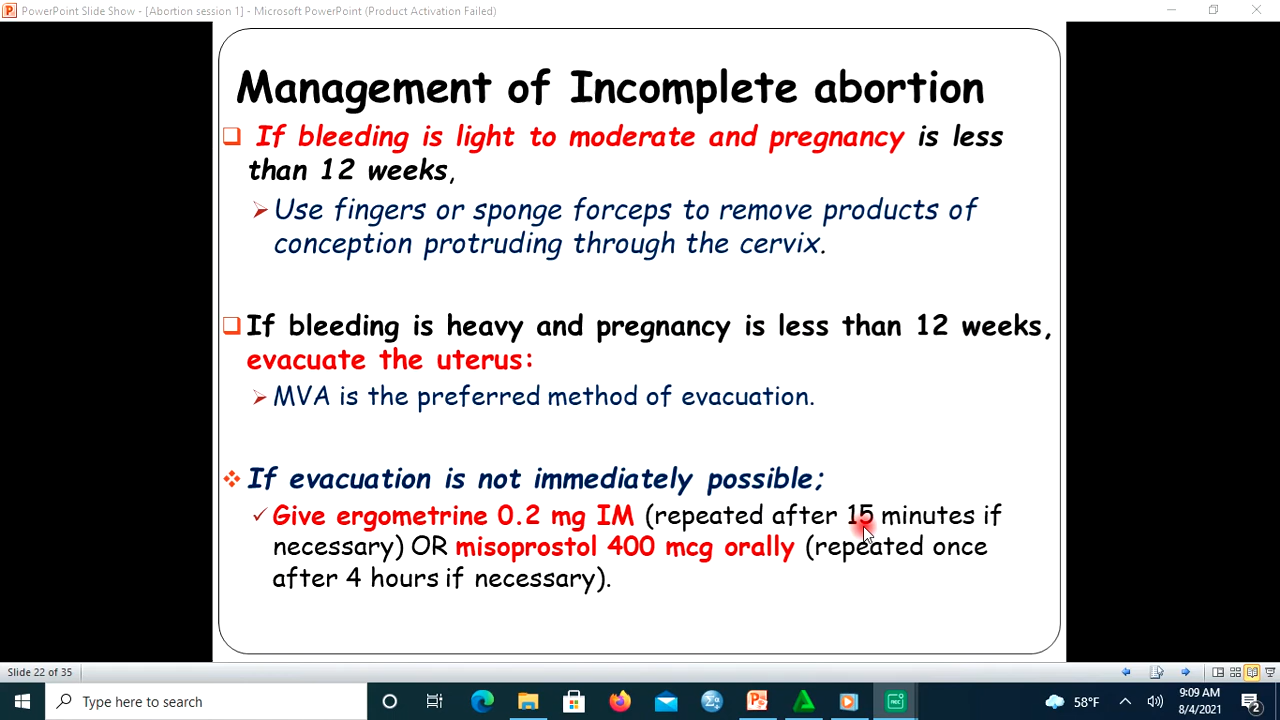 PowerPoint Slide Show - [Abortion session 1] - Microsoft PowerPoint (Product Activation Failed)
Management of Incomplete abortion
If bleeding is light to moderate and pregnancy is less
than 12 weeks,
Use fingers or sponge forceps to remove products of
conception protruding through the cervix.
If bleeding is heavy and pregnancy is less than 12 weeks,
evacuate the uterus:
MVA is the preferred method of evacuation.
If evacuation is not immediately possible;
Give ergometrine 0.2 mg IM (repeated after 15 minutes if
necessary) OR misoprostol 400 mcg orally (repeated once
after 4 hours if necessary).
Slide 22 of 35
Type here to search
58°F
9:09 AM
8/4/2021
2